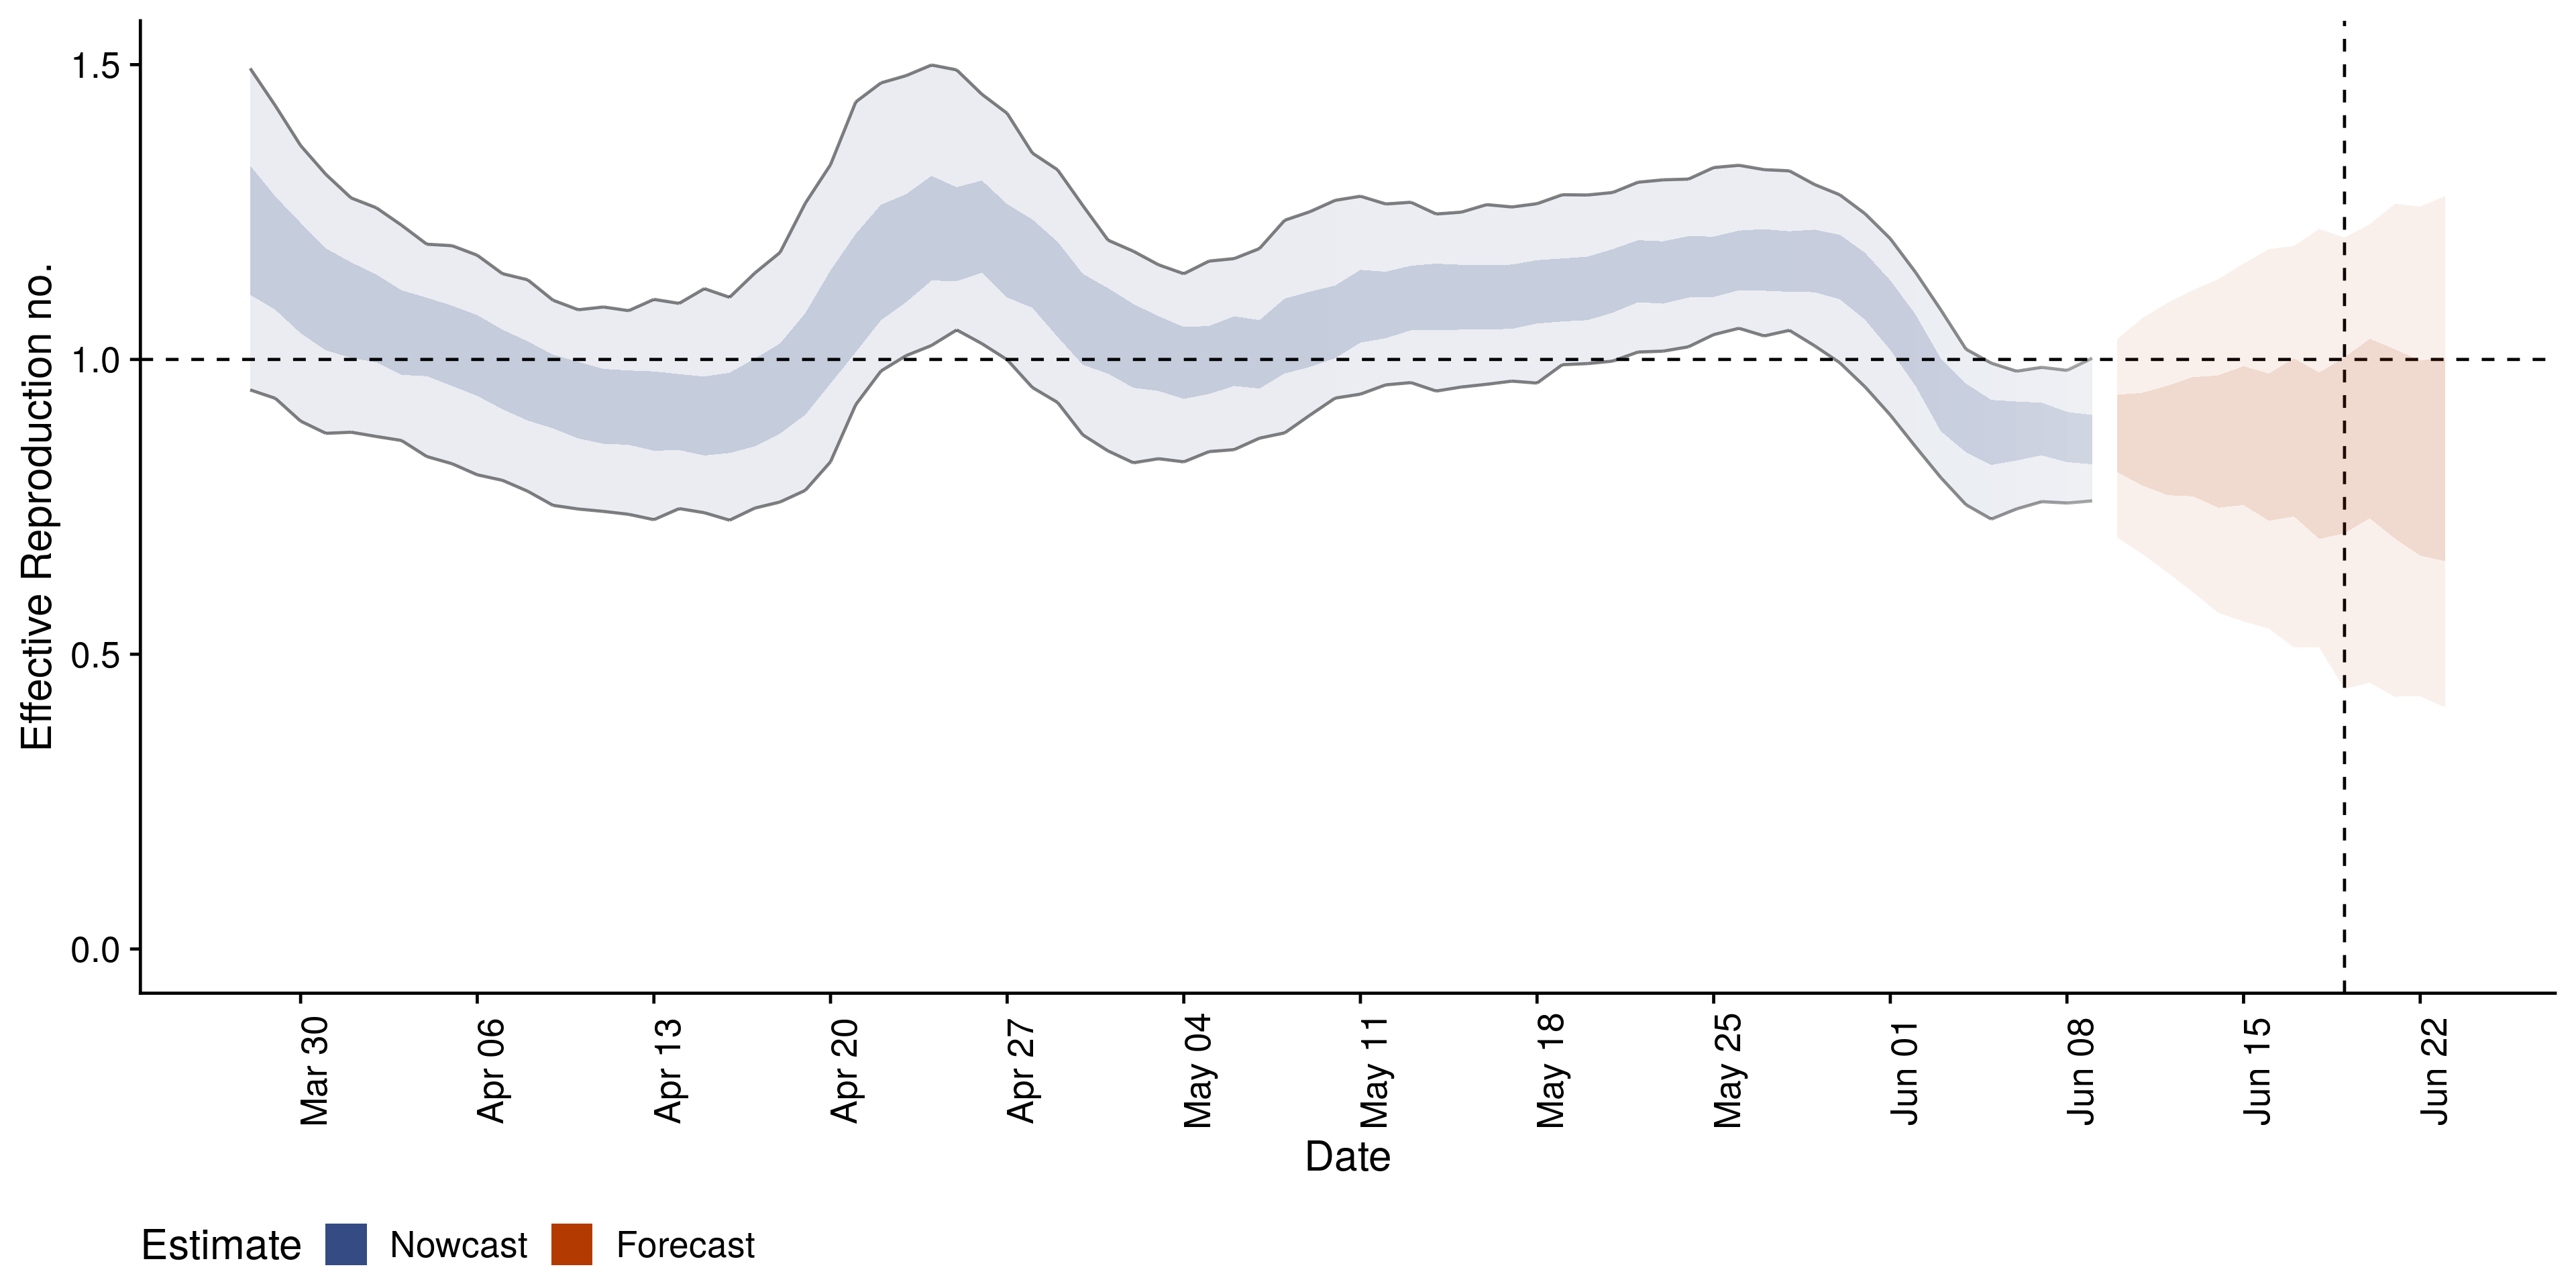 Effective Reproduction no.
1.5
1.0
0.5
0.0
Mar 30
Apr 06
Apr 13
Apr 20
Apr 27
May 04
May 11
May 18
May 25
Jun 01
Jun 08
Jun 15
Jun 22
Date
Estimate Nowcast Forecast